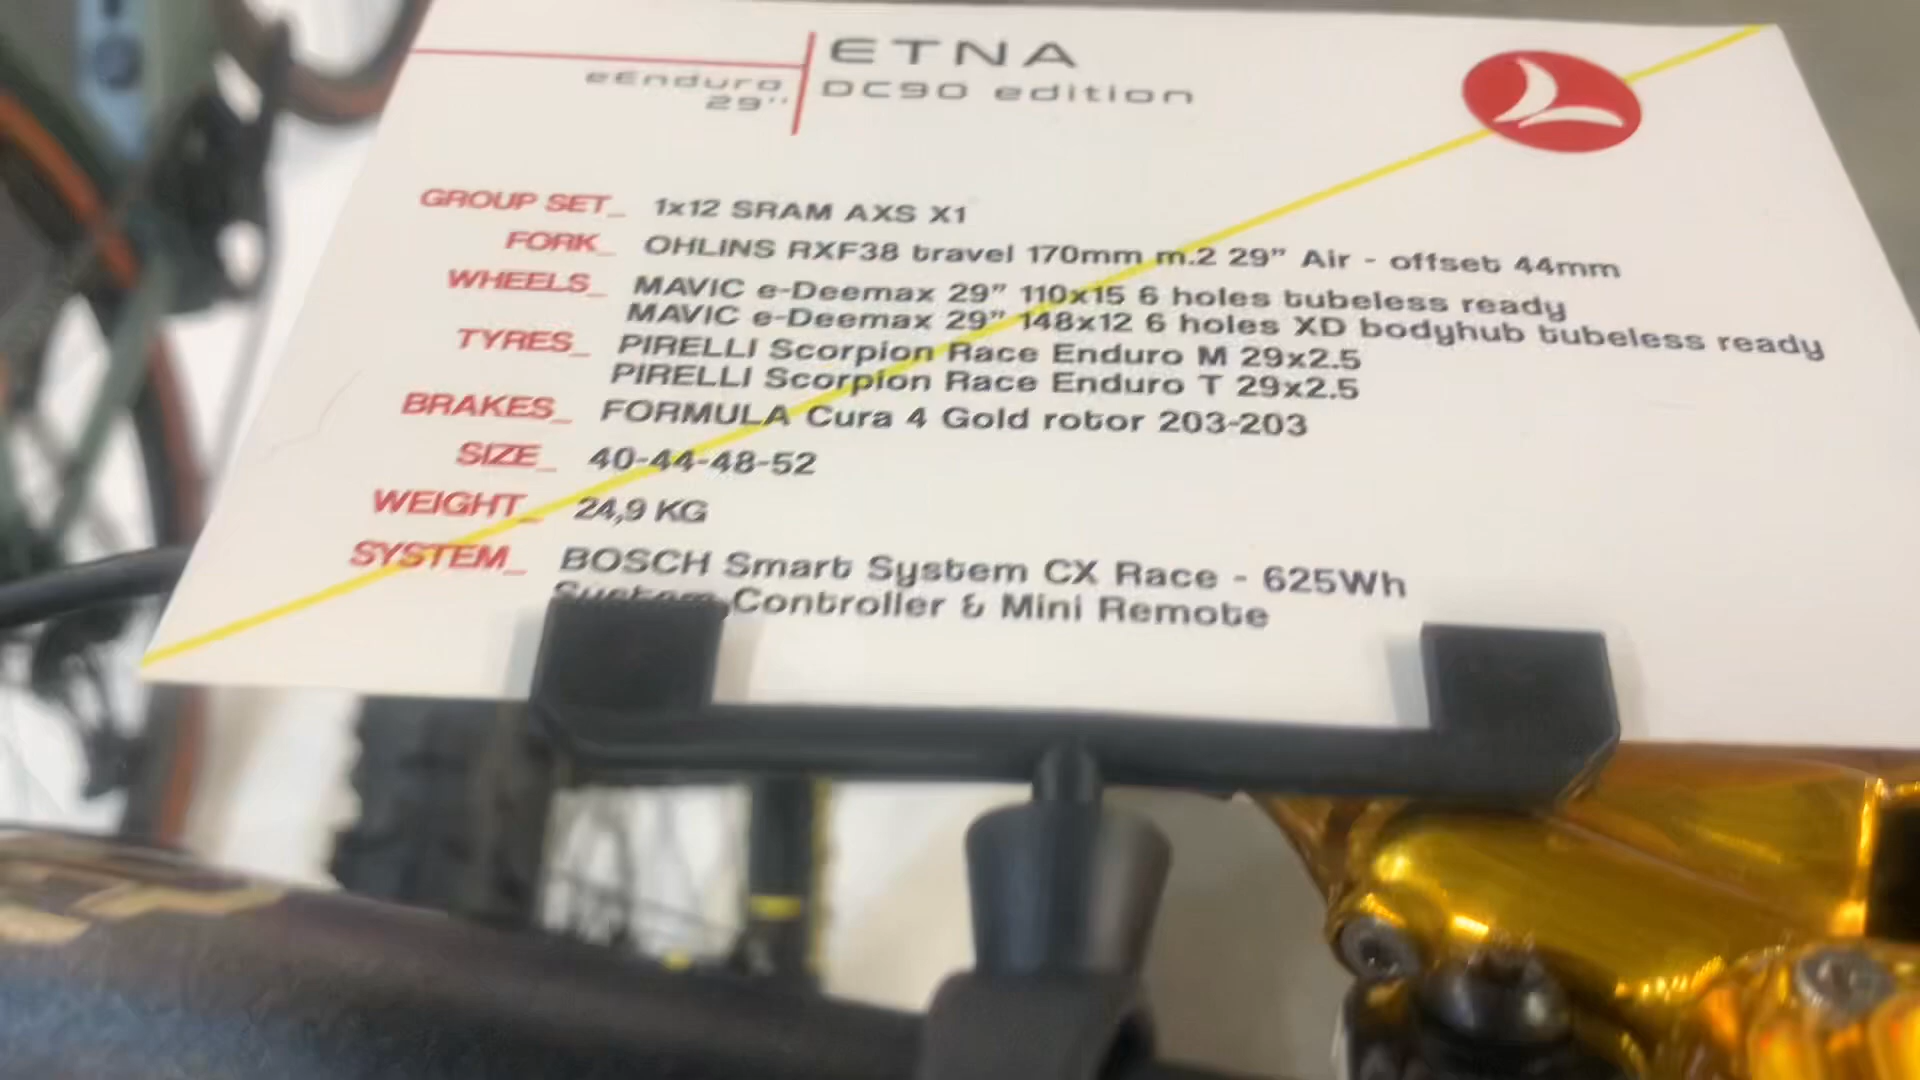 ETNA
eEnduro
29"
DC90 edition
GROUP SET_ 1x12 SRAM AXS X1
FORK_ OHLINS RXF38 travel 170mm m.2 29” Air - offset 44mm
WHEELS_ MAVIC e-Deemax 29” 110x15 6 holes tubeless ready
MAVIC e-Deemax 29” 148x12 6 holes XD bodyhub tubeless ready
TYRES_ PIRELLI Scorpion Race Enduro M 29x2.5
PIRELLI Scorpion Race Enduro T 29x2.5
BRAKES_ FORMULA Cura 4 Gold rotor 203-203
SIZE_ 40-44-48-52
WEIGHT_ 24,9 KG
SYSTEM_ BOSCH Smart System CX Race - 625Wh
System Controller & Mini Remote